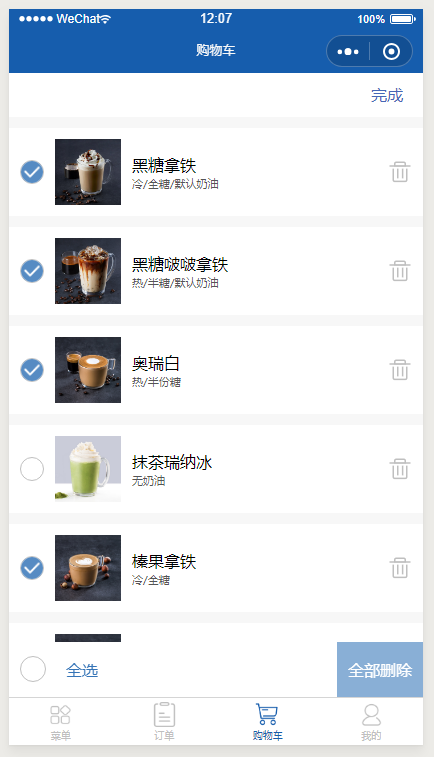 WeChat 12:07 100%
购物车
完成
黑糖拿铁
冷/全糖/默认奶油
黑糖啵啵拿铁
热/半糖/默认奶油
奥瑞白
热/半份糖
抹茶瑞纳冰
无奶油
榛果拿铁
冷/全糖
全选 全部删除
菜单 订单 购物车 我的